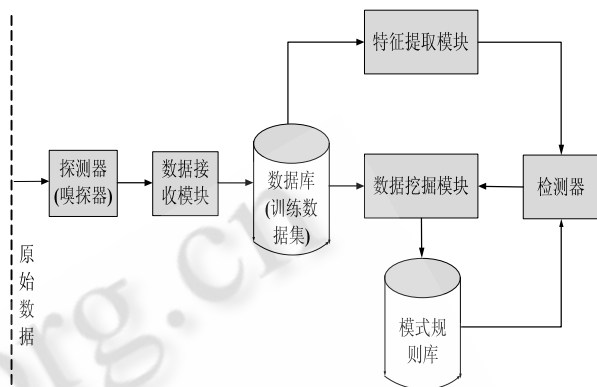 特征提取模块
探测器
(嗅探器)
数据接
收模块
数据库
(训练数
据集)
数据挖掘模块
检测器
原始数据
模式规
则库
org.cn